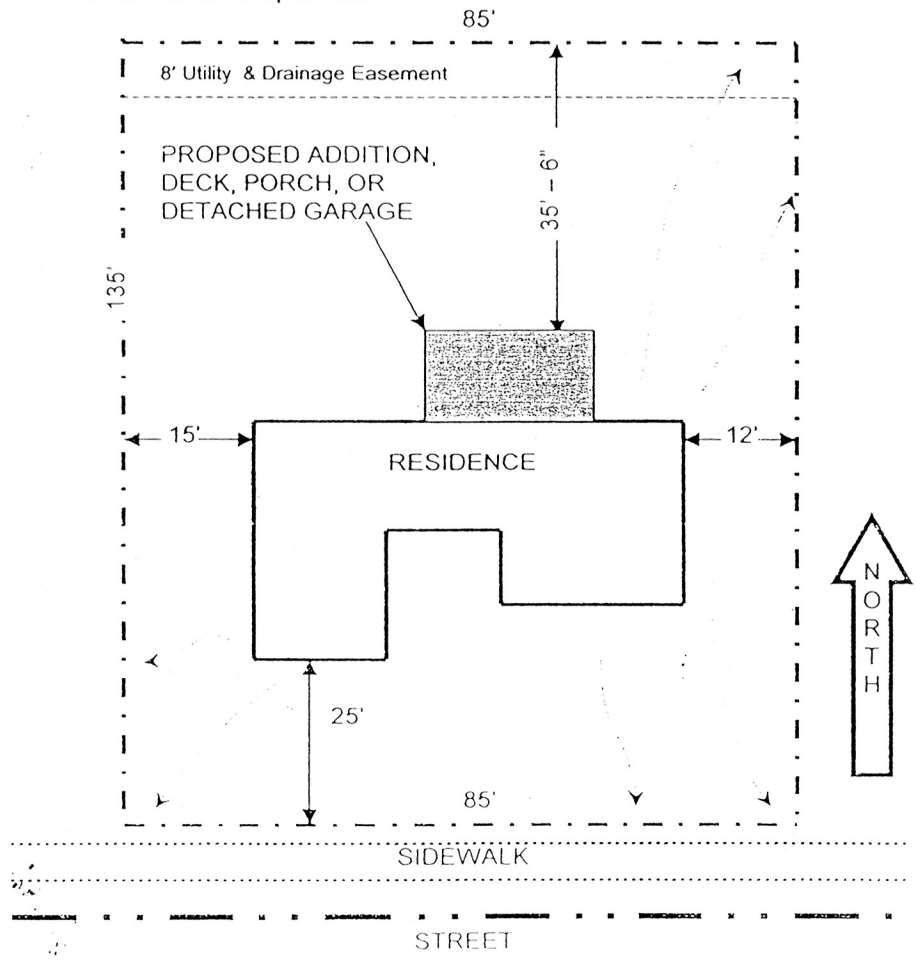 85'
8' Utility & Drainage Easement
PROPOSED ADDITION,
DECK, PORCH, OR
DETACHED GARAGE
35' - 6"
135'
15'
12'
RESIDENCE
NORTH
25'
85'
SIDEWALK
STREET